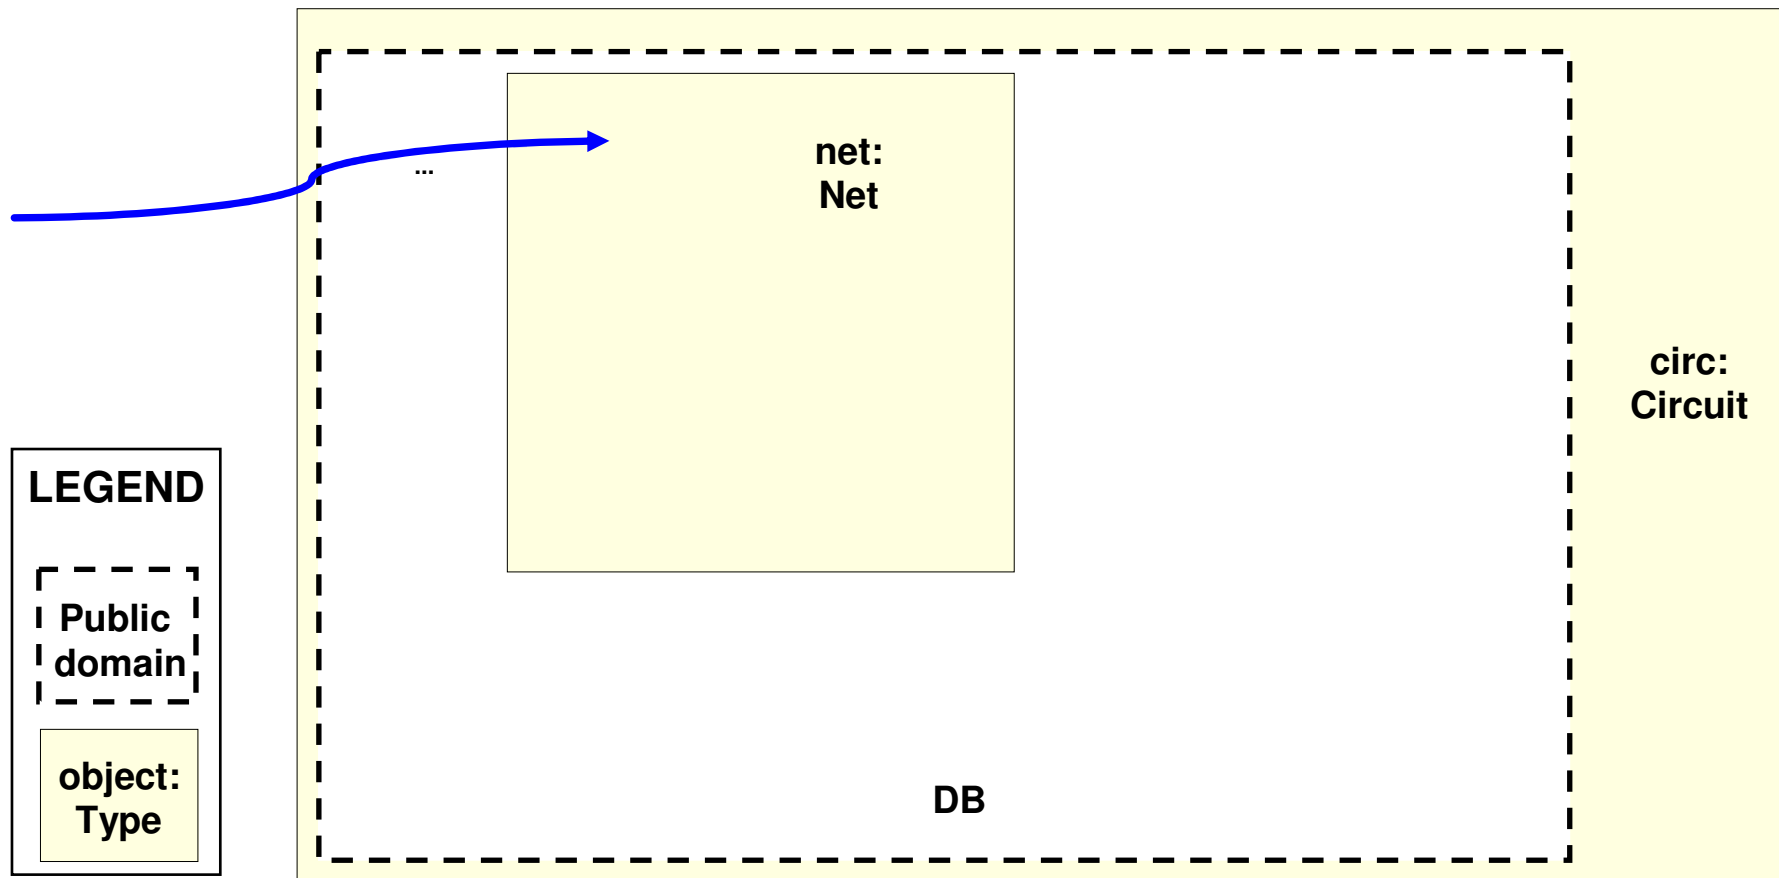 ...
net:
Net
circ:
Circuit
DB
LEGEND
Public
domain
object:
Type